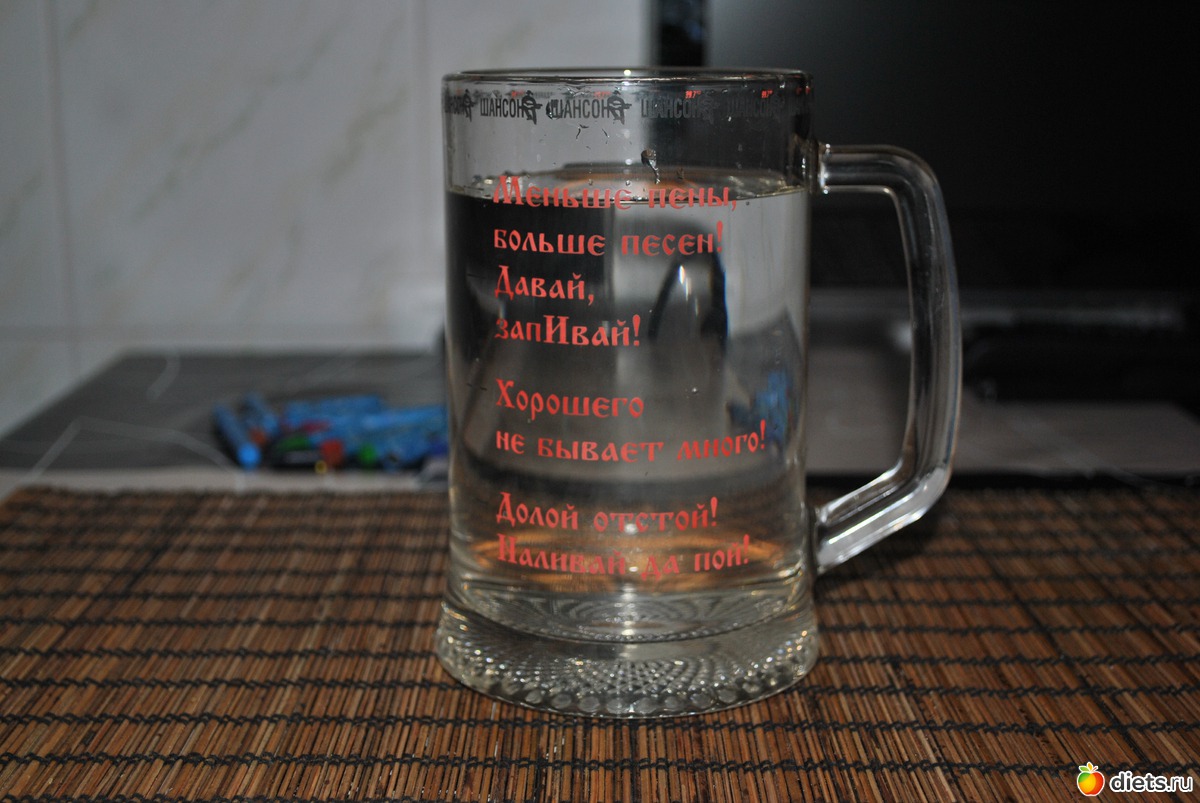 ШАНСОН ШАНСОН ШАНСОН ШАНСОН
Меньше пены,
больше песен!
Давай,
запИвай!
Хорошего
не бывает много!
Долой отстой!
Наливай да пой!
diets.ru